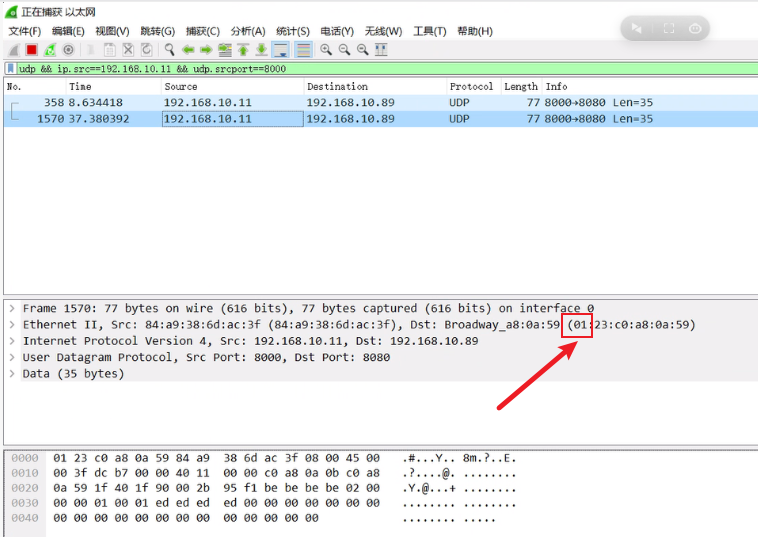 正在捕获 以太网
文件(F) 编辑(E) 视图(V) 跳转(G) 捕获(C) 分析(A) 统计(S) 电话(Y) 无线(W) 工具(T) 帮助(H)
udp && ip.src==192.168.10.11 && udp.srcport==8000
No. Time Source Destination Protocol Length Info
358 8.634418 192.168.10.11 192.168.10.89 UDP 77 8000→8080 Len=35
1570 37.380392 192.168.10.11 192.168.10.89 UDP 77 8000→8080 Len=35
Frame 1570: 77 bytes on wire (616 bits), 77 bytes captured (616 bits) on interface 0
Ethernet II, Src: 84:a9:38:6d:ac:3f (84:a9:38:6d:ac:3f), Dst: Broadway_a8:0a:59 (01:23:c0:a8:0a:59)
Internet Protocol Version 4, Src: 192.168.10.11, Dst: 192.168.10.89
User Datagram Protocol, Src Port: 8000, Dst Port: 8080
Data (35 bytes)
0000 01 23 c0 a8 0a 59 84 a9 38 6d ac 3f 08 00 45 00 .#...Y.. 8m.?..E.
0010 00 3f dc b7 00 00 40 11 00 00 c0 a8 0a 0b c0 a8 .?....@. ........
0020 0a 59 1f 40 1f 90 00 2b 95 f1 be be be be 02 00 .Y.@...+ ........
0030 00 00 01 00 01 ed ed ed ed 00 00 00 00 00 00 00 ........ ........
0040 00 00 00 00 00 00 00 00 00 00 00 00 00 ........ .....